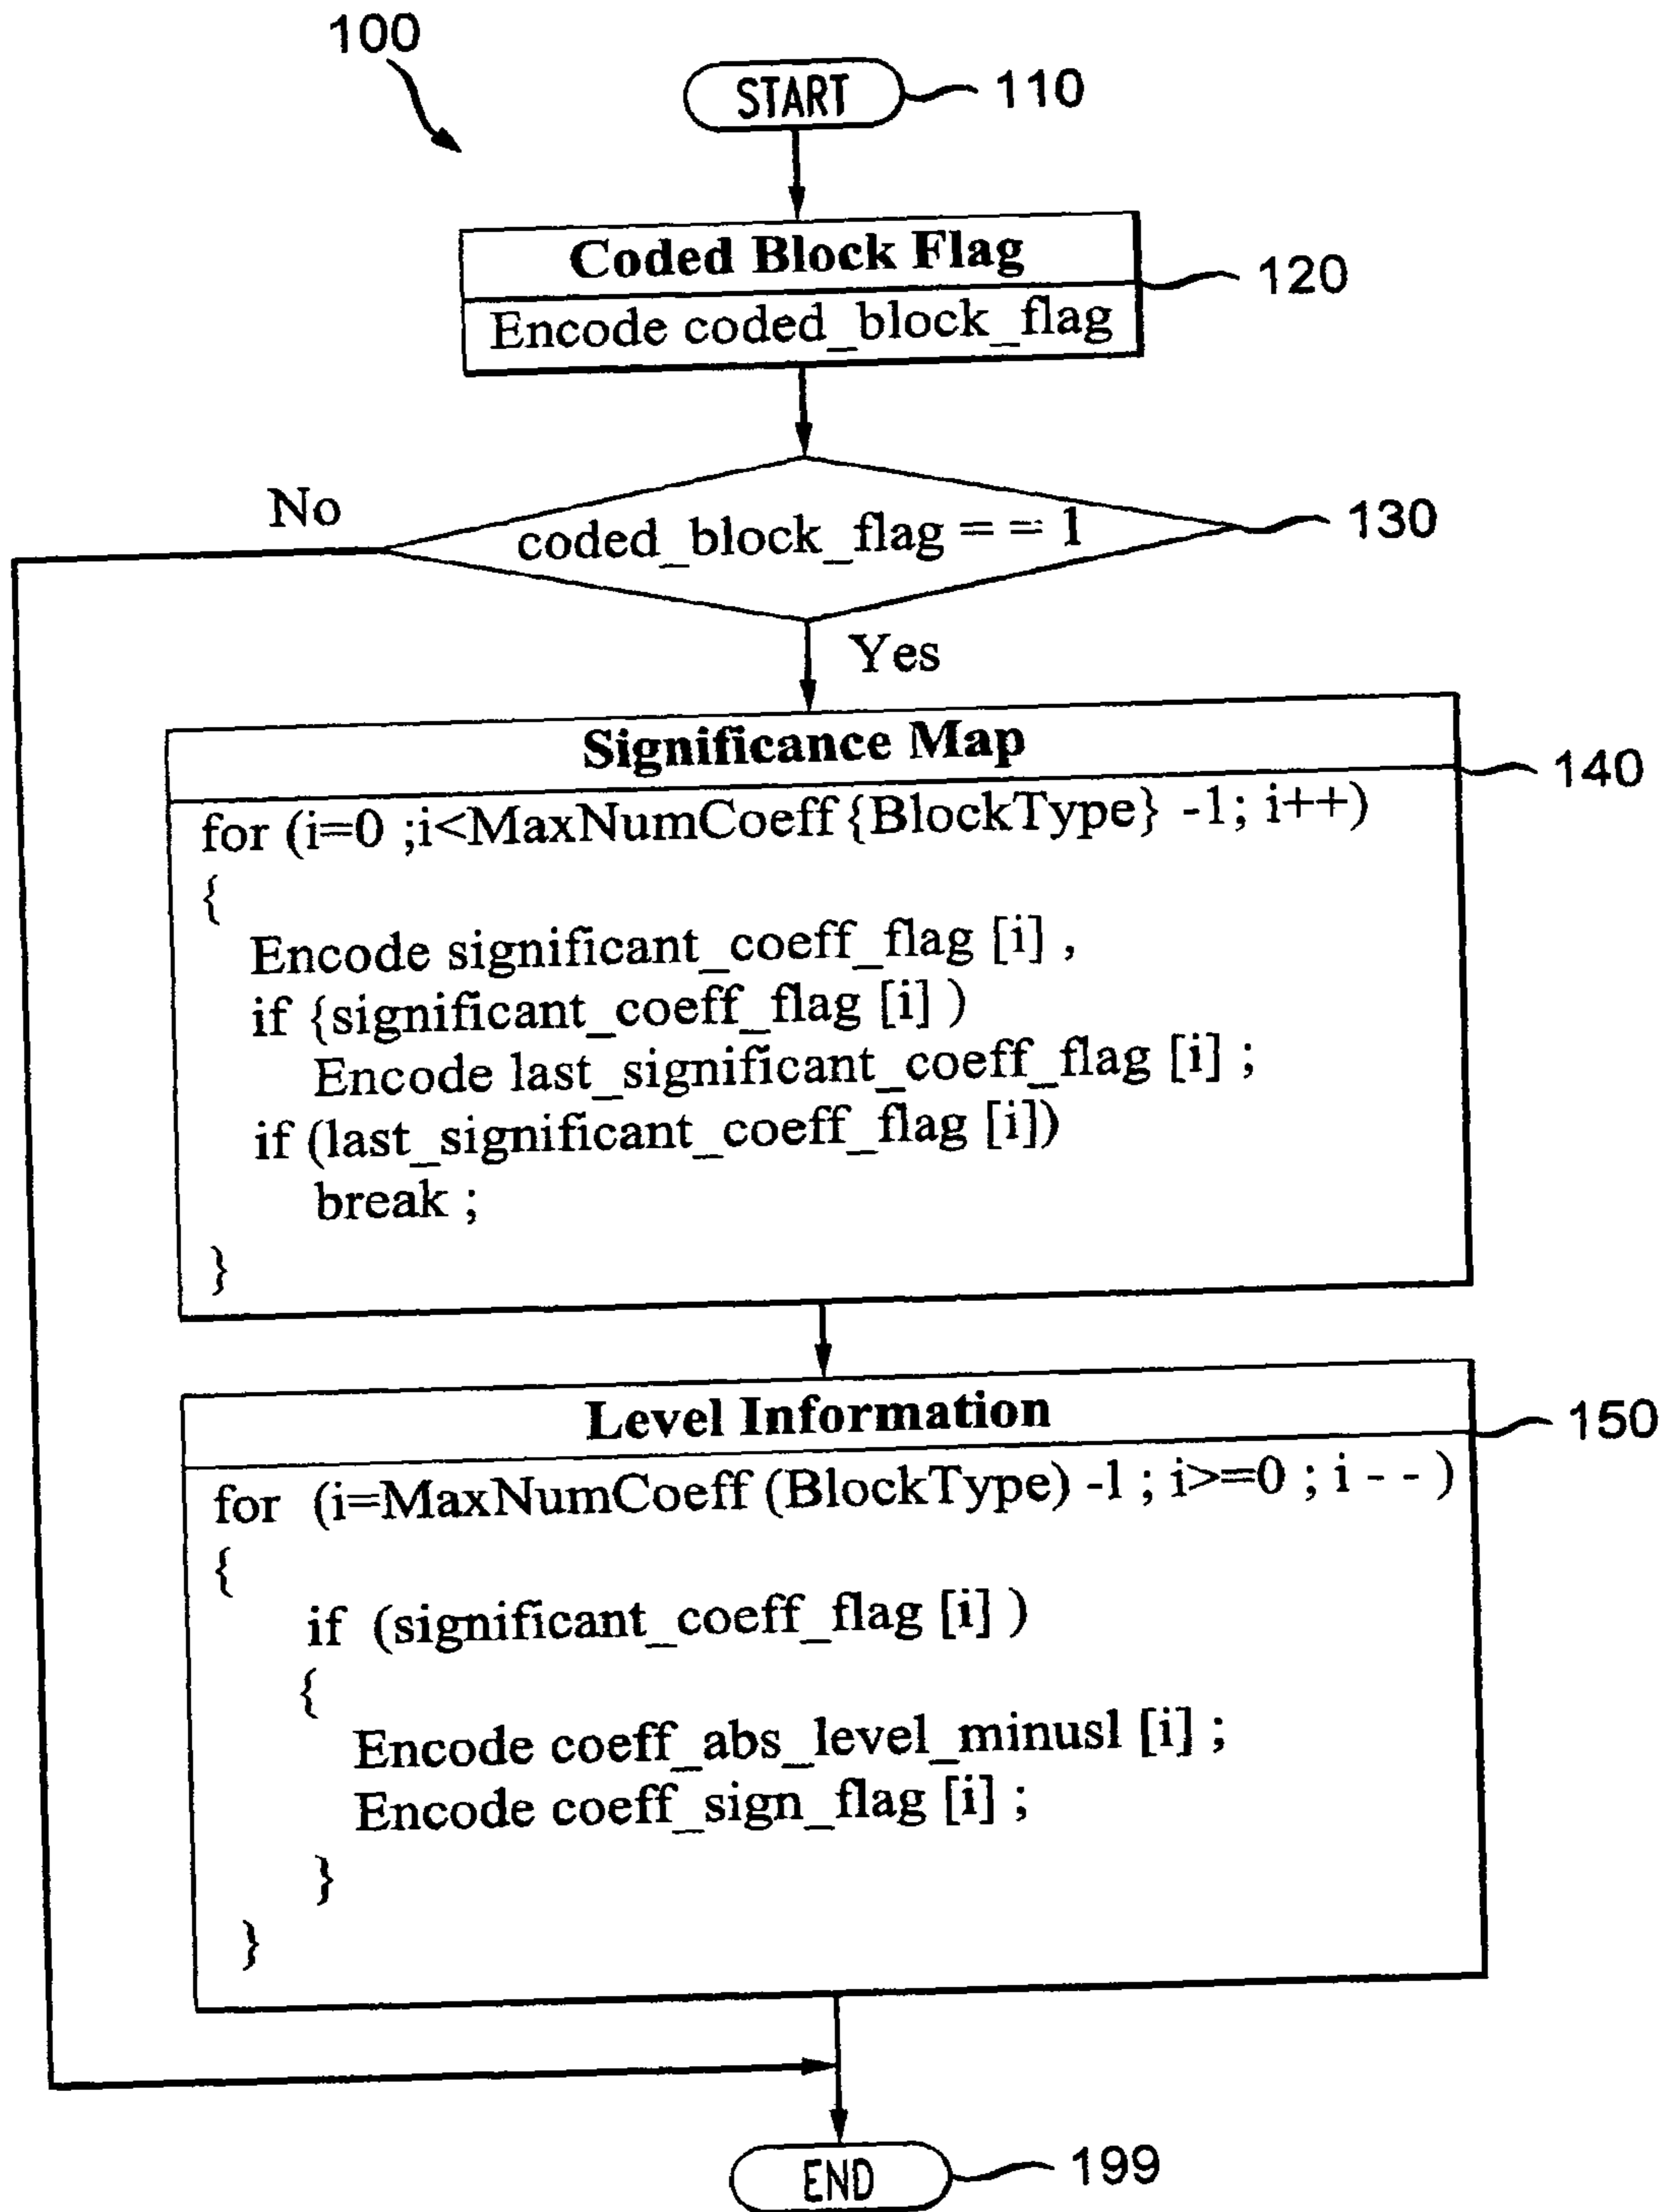 100
START
110
Coded Block Flag
120
Encode coded_block_flag
No
coded_block_flag = = 1
130
Yes
Significance Map
140
for (i=0 ;i<MaxNumCoeff{BlockType} -1; i++)
{
Encode significant_coeff_flag [i] ,
if {significant_coeff_flag [i] )
Encode last_significant_coeff_flag [i] ;
if (last_significant_coeff_flag [i])
break ;
}
Level Information
150
for (i=MaxNumCoeff (BlockType) -1 ; i>=0 ; i - - )
{
if (significant_coeff_flag [i] )
{
Encode coeff_abs_level_minusl [i] ;
Encode coeff_sign_flag [i] ;
}
}
END
199